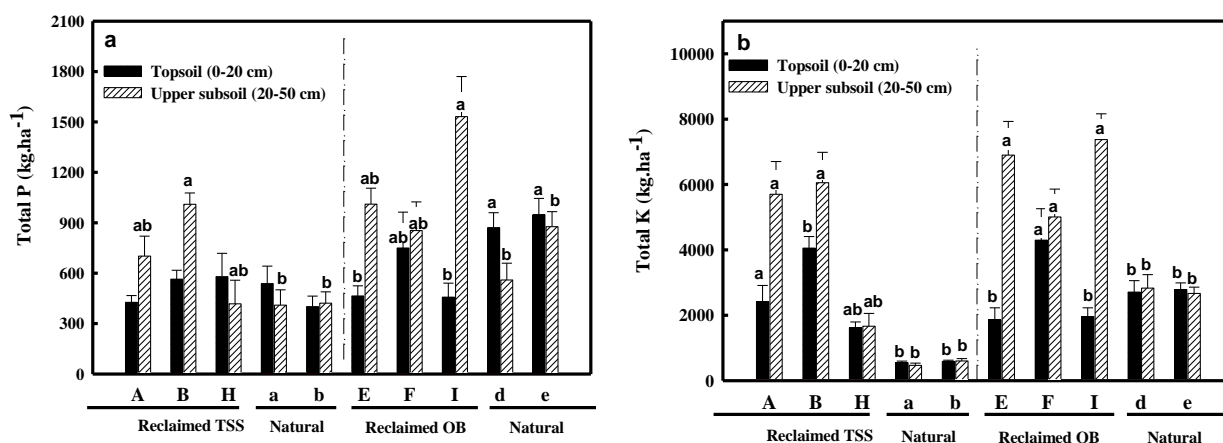 a
Topsoil (0-20 cm)
Upper subsoil (20-50 cm)
Total P (kg.ha-1)
2100
1800
1500
1200
900
600
300
0
ab
a
ab
b
b
b
ab
ab
ab
b
a
a
b
a
b
A B H a b E F I d e
Reclaimed TSS Natural Reclaimed OB Natural
b
Topsoil (0-20 cm)
Upper subsoil (20-50 cm)
Total K (kg.ha-1)
10000
8000
6000
4000
2000
0
a
a
b
a
ab ab
b b
b b
b
a
a
a
b
a
b b
b b
A B H a b E F I d e
Reclaimed TSS Natural Reclaimed OB Natural